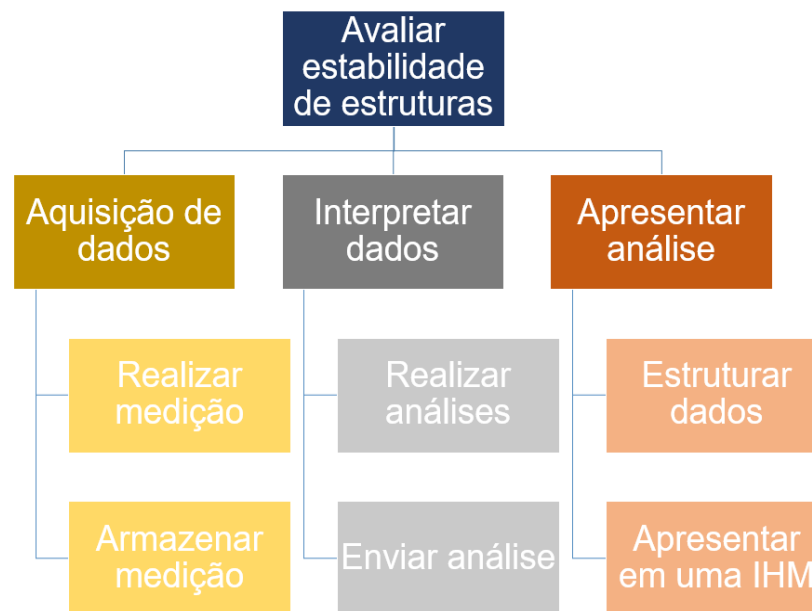 Avaliar
estabilidade
de estruturas
Aquisição de
dados
Interpretar
dados
Apresentar
análise
Realizar
medição
Realizar
análises
Estruturar
dados
Armazenar
medição
Enviar análise
Apresentar
em uma IHM